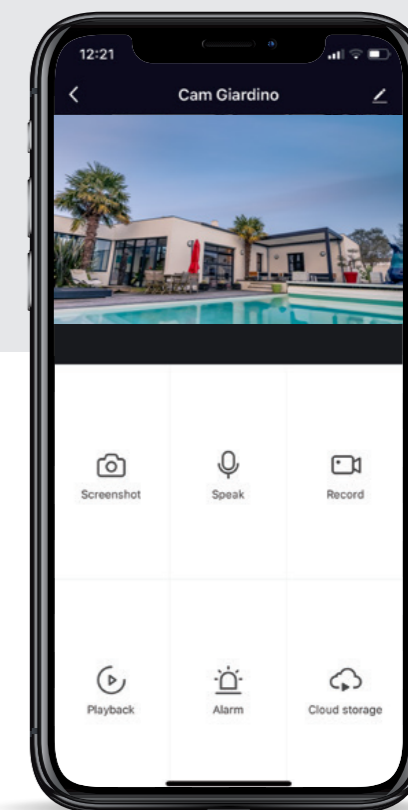 12:21
Cam Giardino
Screenshot
Speak
Record
Playback
Alarm
Cloud storage